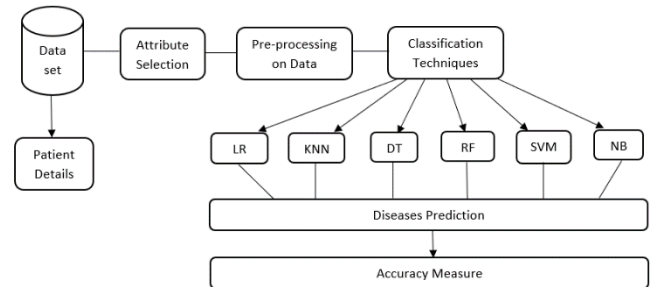 Data
set
Attribute
Selection
Pre-processing
on Data
Classification
Techniques
Patient
Details
LR
KNN
DT
RF
SVM
NB
Diseases Prediction
Accuracy Measure